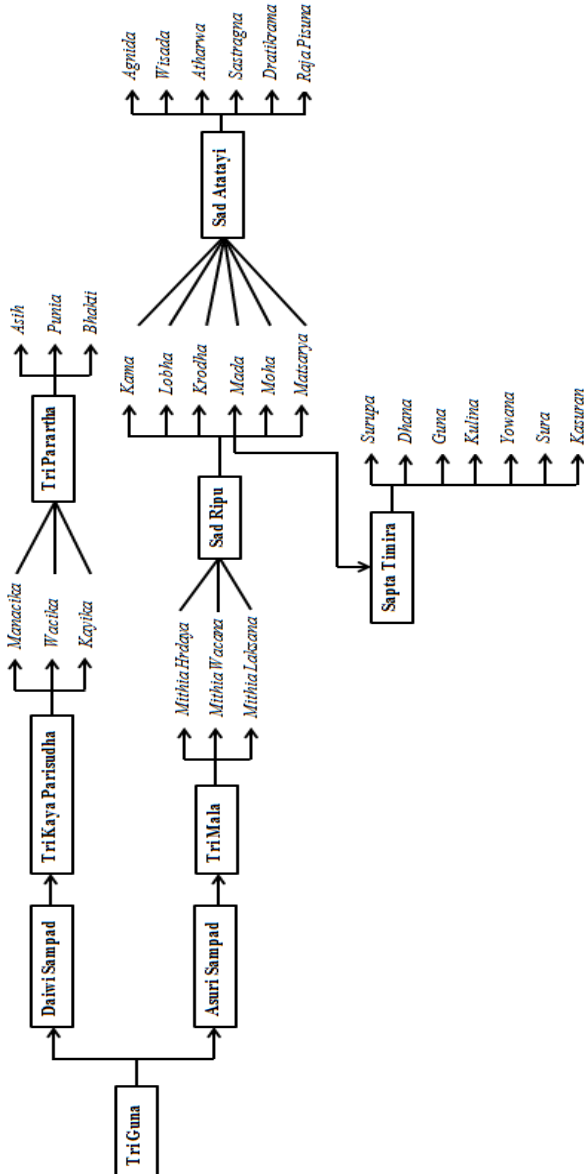 Tri Guna
Daiwi Sampad
Tri Kaya Parisudha
Manacika
Wacika
Kayika
Tri Parartha
Asih
Punia
Bhakti
Asuri Sampad
Tri Mala
Mithia Hrdaya
Mithia Wacana
Mithia Laksana
Sad Ripu
Kama
Lobha
Krodha
Mada
Moha
Matsarya
Sad Atatayi
Agnida
Wisada
Atharwa
Sastragna
Dratikrama
Raja Pisuna
Sapta Timira
Surupa
Dhana
Guna
Kulina
Yowana
Sura
Kasuran